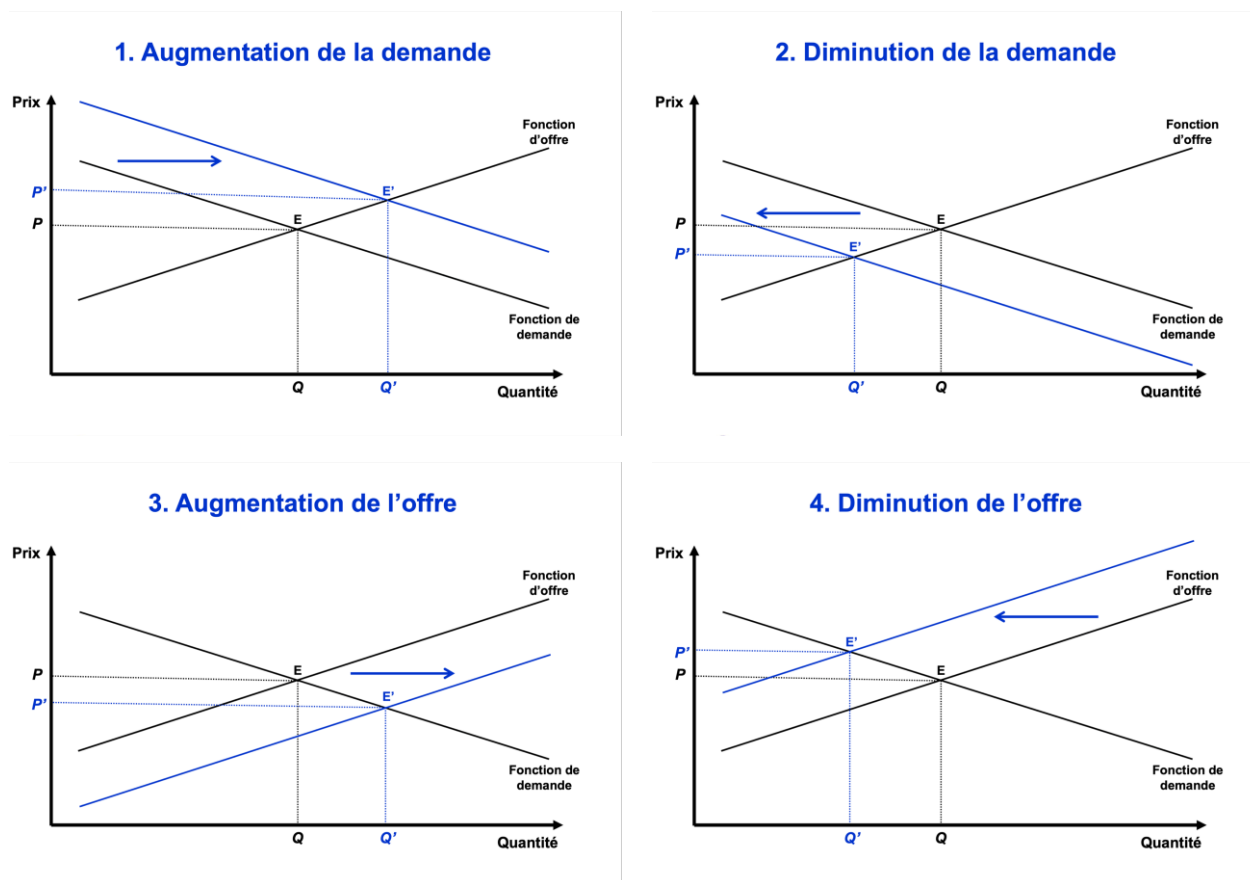 1. Augmentation de la demande
Prix
Fonction
d'offre
P'
E'
P
E
Fonction de
demande
Q
Q'
Quantité
2. Diminution de la demande
Prix
Fonction
d'offre
P
E
P'
E'
Fonction de
demande
Q'
Q
Quantité
3. Augmentation de l'offre
Prix
Fonction
d'offre
P
E
P'
E'
Fonction de
demande
Q
Q'
Quantité
4. Diminution de l'offre
Prix
Fonction
d'offre
P'
E'
P
E
Fonction de
demande
Q'
Q
Quantité